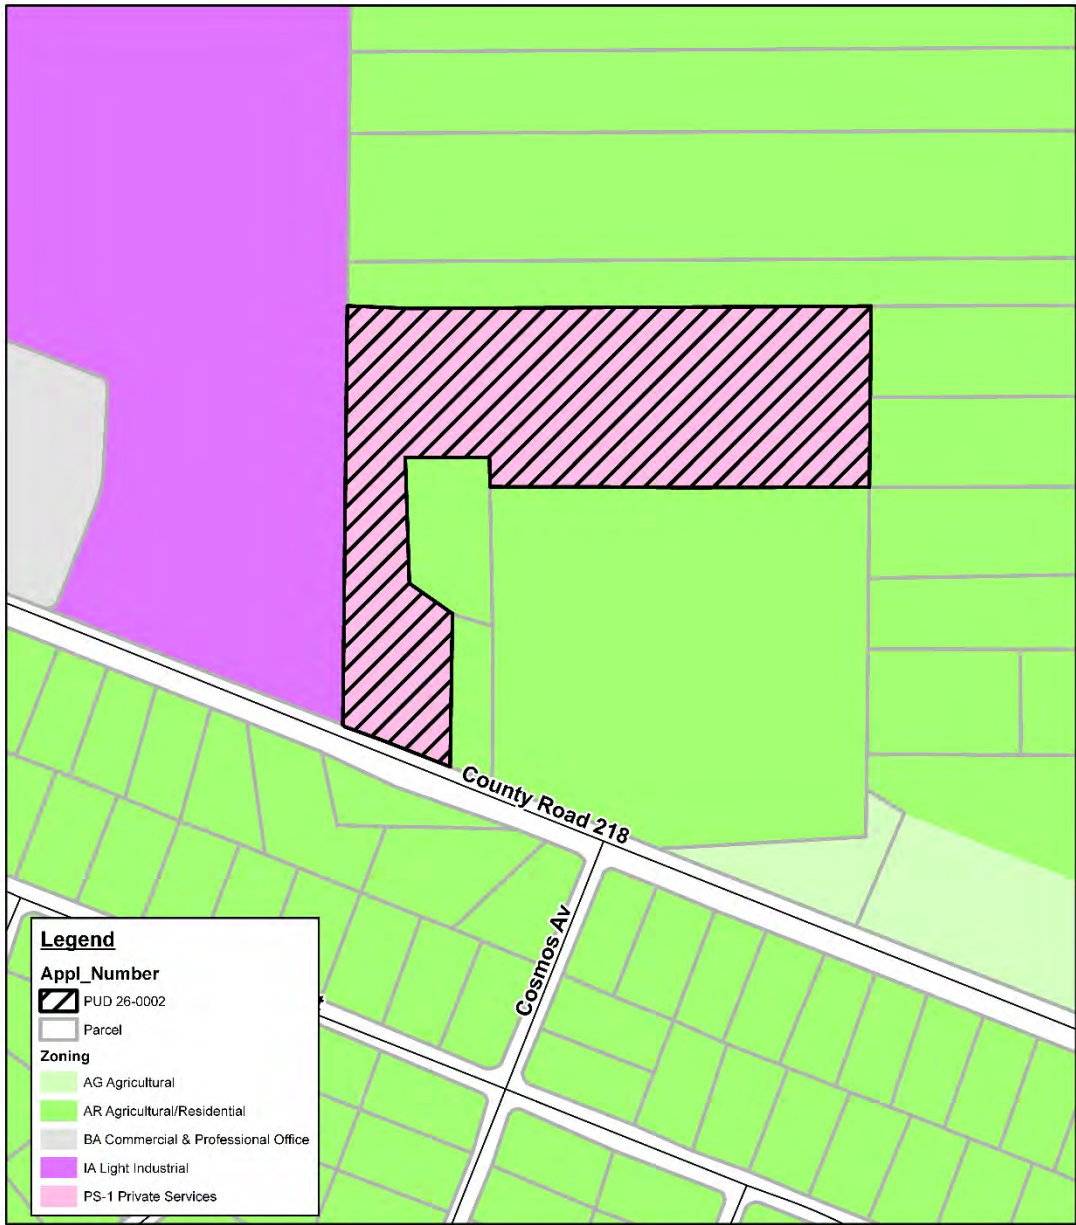 County Road 218
Cosmos Av
Legend
Appl_Number
PUD 26-0002
Parcel
Zoning
AG Agricultural
AR Agricultural/Residential
BA Commercial & Professional Office
IA Light Industrial
PS-1 Private Services